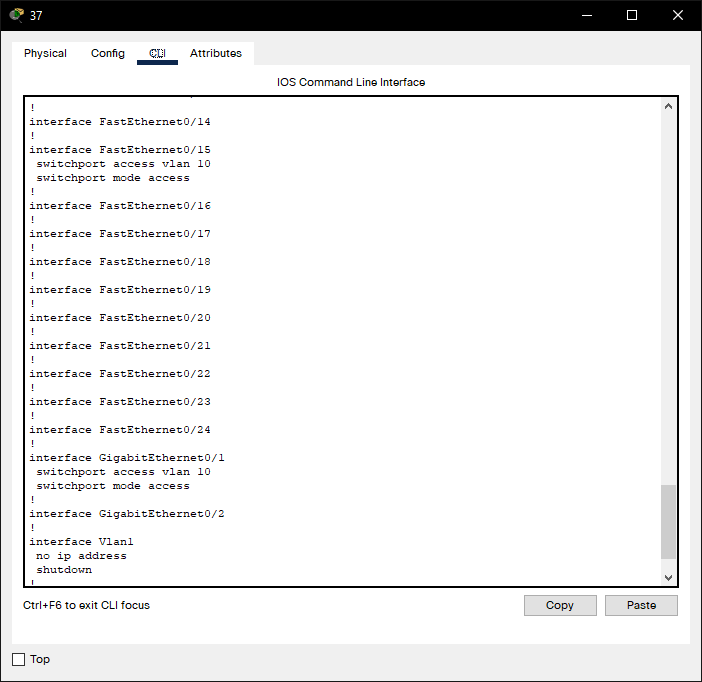 37
Physical Config CLI Attributes
IOS Command Line Interface
!
interface FastEthernet0/14
!
interface FastEthernet0/15
 switchport access vlan 10
 switchport mode access
!
interface FastEthernet0/16
!
interface FastEthernet0/17
!
interface FastEthernet0/18
!
interface FastEthernet0/19
!
interface FastEthernet0/20
!
interface FastEthernet0/21
!
interface FastEthernet0/22
!
interface FastEthernet0/23
!
interface FastEthernet0/24
!
interface GigabitEthernet0/1
 switchport access vlan 10
 switchport mode access
!
interface GigabitEthernet0/2
!
interface Vlan1
 no ip address
 shutdown
!
Ctrl+F6 to exit CLI focus
Copy Paste
Top